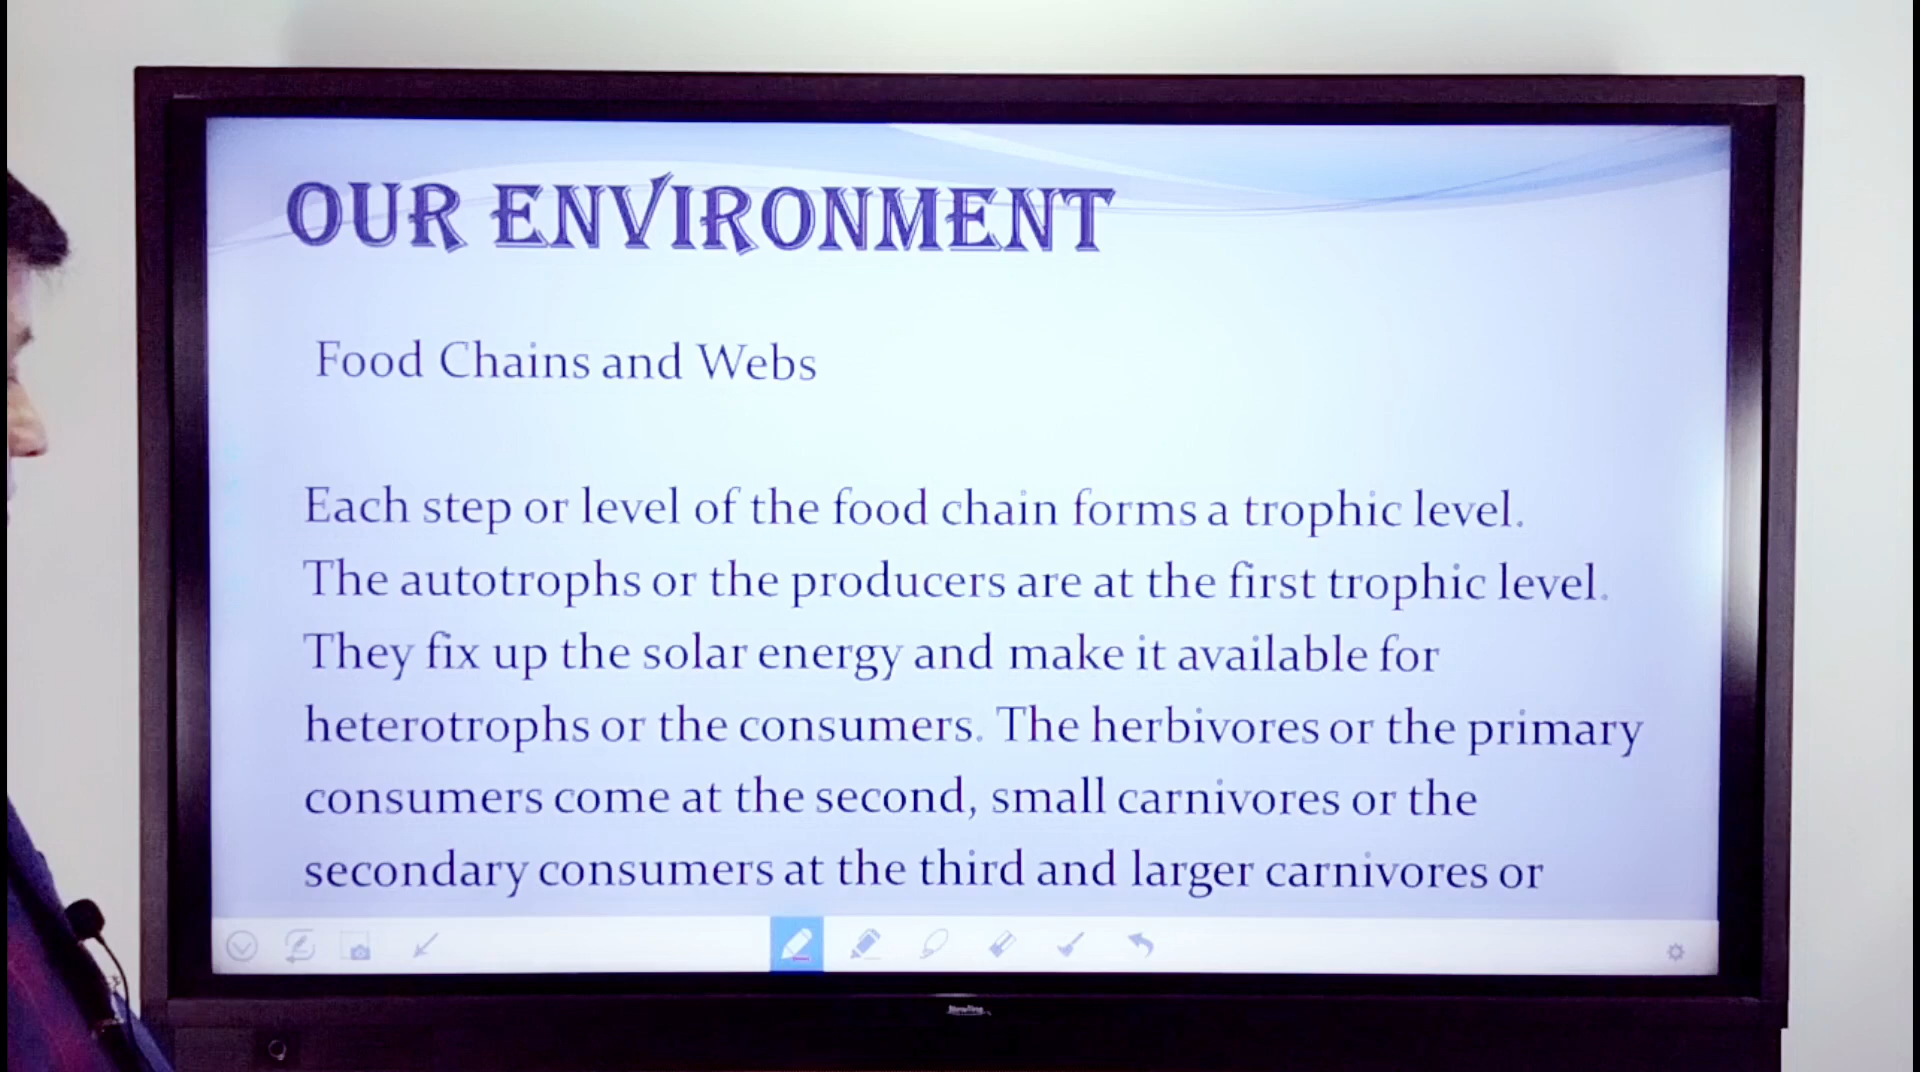 OUR ENVIRONMENT
Food Chains and Webs
Each step or level of the food chain forms a trophic level.
The autotrophs or the producers are at the first trophic level.
They fix up the solar energy and make it available for
heterotrophs or the consumers. The herbivores or the primary
consumers come at the second, small carnivores or the
secondary consumers at the third and larger carnivores or